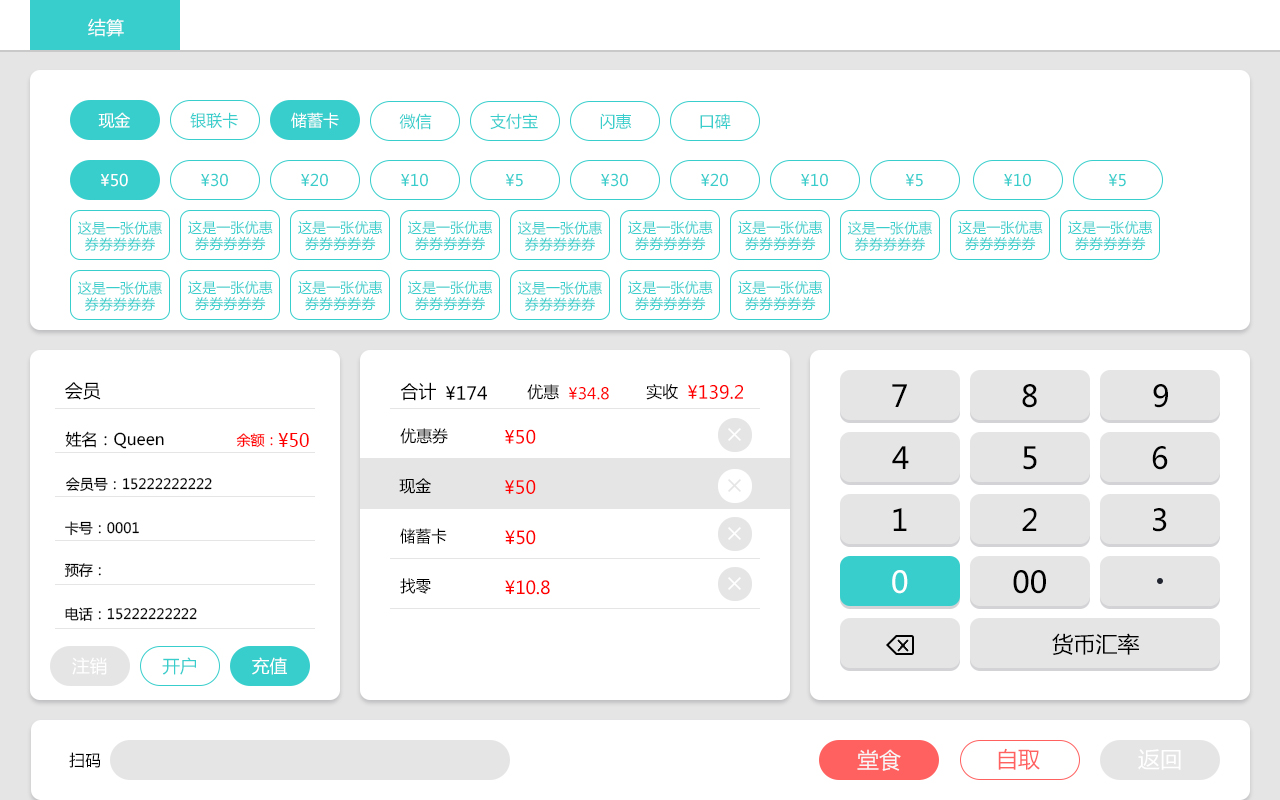 结算
现金 银联卡 储蓄卡 微信 支付宝 闪惠 口碑
¥50 ¥30 ¥20 ¥10 ¥5 ¥30 ¥20 ¥10 ¥5 ¥10 ¥5
这是一张优惠 这是一张优惠 这是一张优惠 这是一张优惠 这是一张优惠 这是一张优惠 这是一张优惠 这是一张优惠 这是一张优惠 这是一张优惠
券券券券券 券券券券券 券券券券券 券券券券券 券券券券券 券券券券券 券券券券券 券券券券券 券券券券券 券券券券券
这是一张优惠 这是一张优惠 这是一张优惠 这是一张优惠 这是一张优惠 这是一张优惠 这是一张优惠
券券券券券 券券券券券 券券券券券 券券券券券 券券券券券 券券券券券 券券券券券
会员
姓名：Queen 余额：¥50
会员号：15222222222
卡号：0001
预存：
电话：15222222222
注销 开户 充值
合计 ¥174 优惠 ¥34.8 实收 ¥139.2
优惠券 ¥50
现金 ¥50
储蓄卡 ¥50
找零 ¥10.8
7 8 9
4 5 6
1 2 3
0 00 ·
货币汇率
扫码 堂食 自取 返回